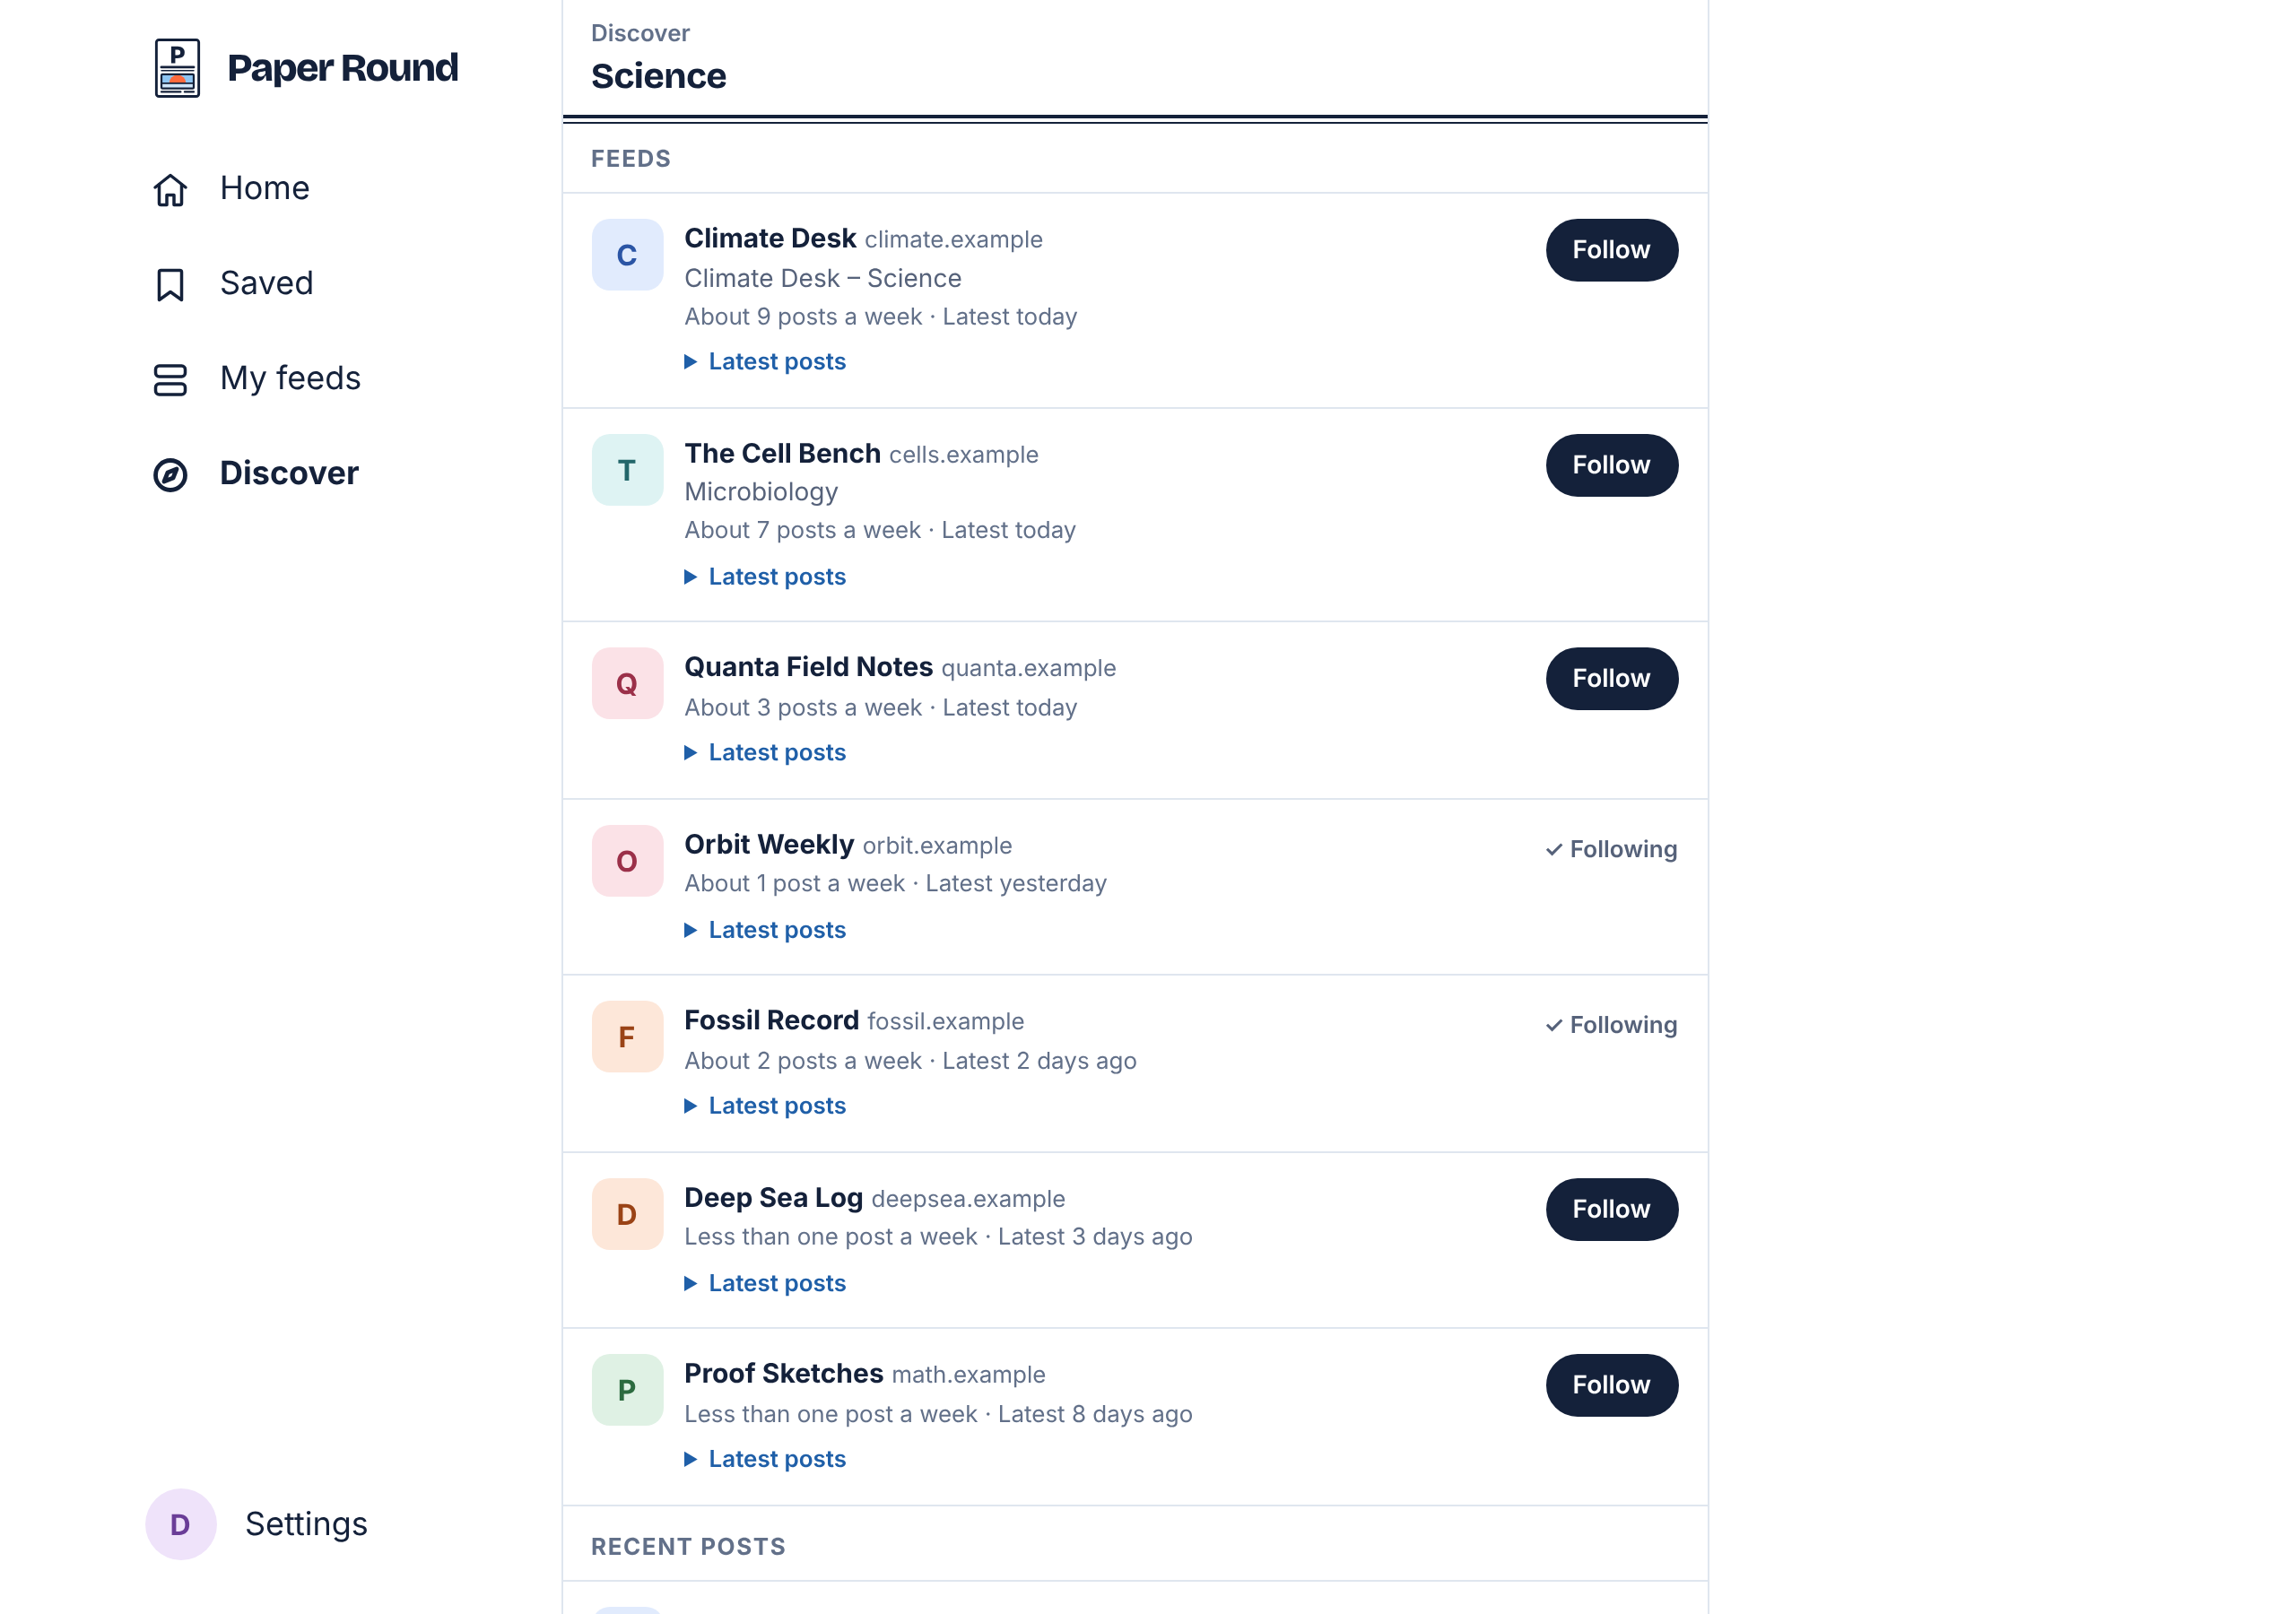 P
Paper Round
Home
Saved
My feeds
Discover
D
Settings
Discover
Science
FEEDS
C
Climate Desk climate.example
Follow
Climate Desk – Science
About 9 posts a week · Latest today
Latest posts
T
The Cell Bench cells.example
Follow
Microbiology
About 7 posts a week · Latest today
Latest posts
Q
Quanta Field Notes quanta.example
Follow
About 3 posts a week · Latest today
Latest posts
O
Orbit Weekly orbit.example
✓ Following
About 1 post a week · Latest yesterday
Latest posts
F
Fossil Record fossil.example
✓ Following
About 2 posts a week · Latest 2 days ago
Latest posts
D
Deep Sea Log deepsea.example
Follow
Less than one post a week · Latest 3 days ago
Latest posts
P
Proof Sketches math.example
Follow
Less than one post a week · Latest 8 days ago
Latest posts
RECENT POSTS